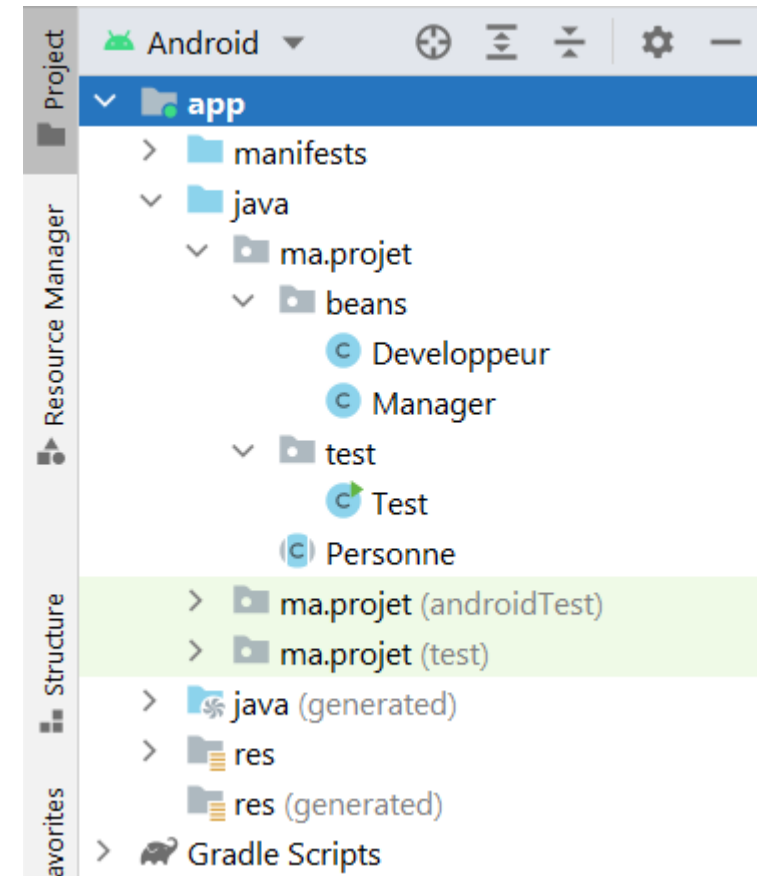 Project
Resource Manager
Structure
avorites
Android
app
manifests
java
ma.projet
beans
C Developpeur
C Manager
test
C Test
C Personne
ma.projet (androidTest)
ma.projet (test)
java (generated)
res
res (generated)
Gradle Scripts